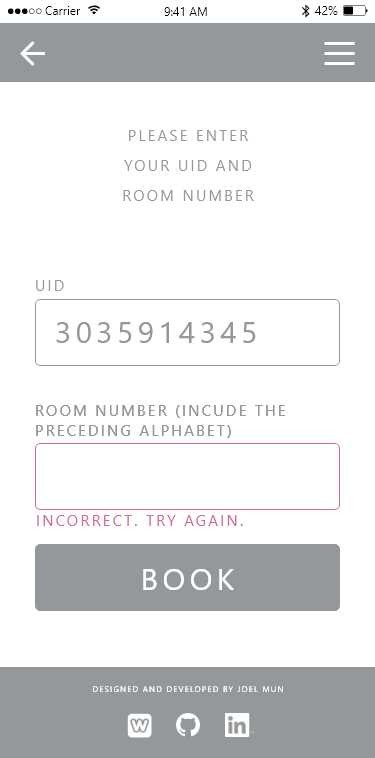 Carrier 9:41 AM 42%
PLEASE ENTER
YOUR UID AND
ROOM NUMBER
UID
3035914345
ROOM NUMBER (INCUDE THE
PRECEDING ALPHABET)
INCORRECT. TRY AGAIN.
BOOK
DESIGNED AND DEVELOPED BY JOEL MUN
W in